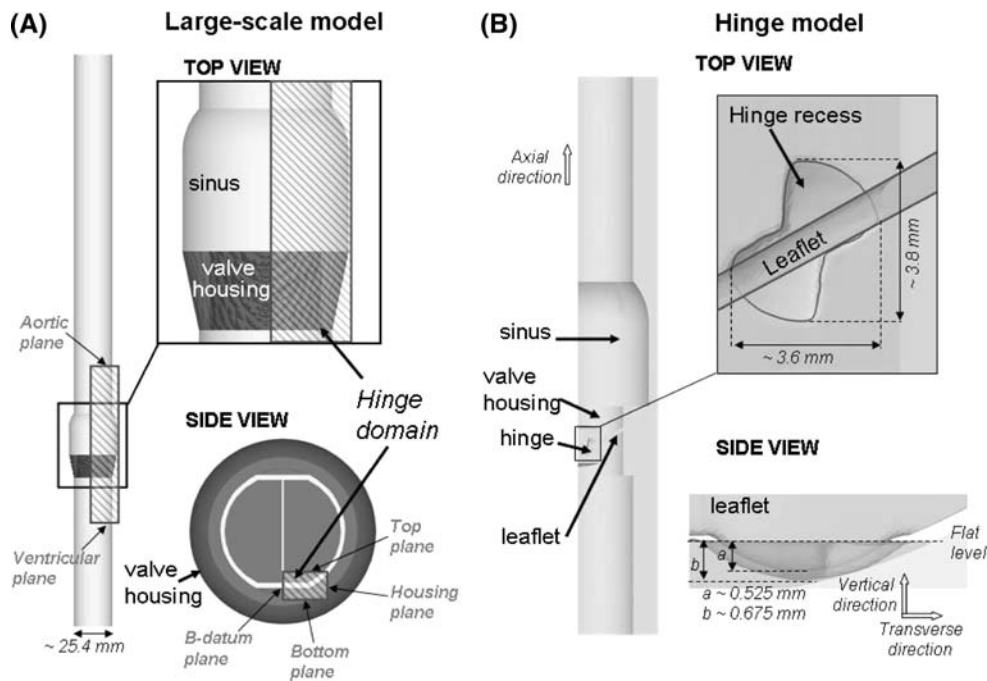 (A)
Large-scale model
TOP VIEW
sinus
valve
housing
Aortic
plane
Ventricular
plane
~ 25.4 mm
SIDE VIEW
Hinge
domain
valve
housing
Top
plane
Housing
plane
B-datum
plane
Bottom
plane
(B)
Hinge model
TOP VIEW
Axial
direction
Hinge recess
Leaflet
~ 3.8 mm
~ 3.6 mm
sinus
valve
housing
hinge
leaflet
SIDE VIEW
leaflet
Flat
level
a
b
a ~ 0.525 mm
b ~ 0.675 mm
Vertical
direction
Transverse
direction